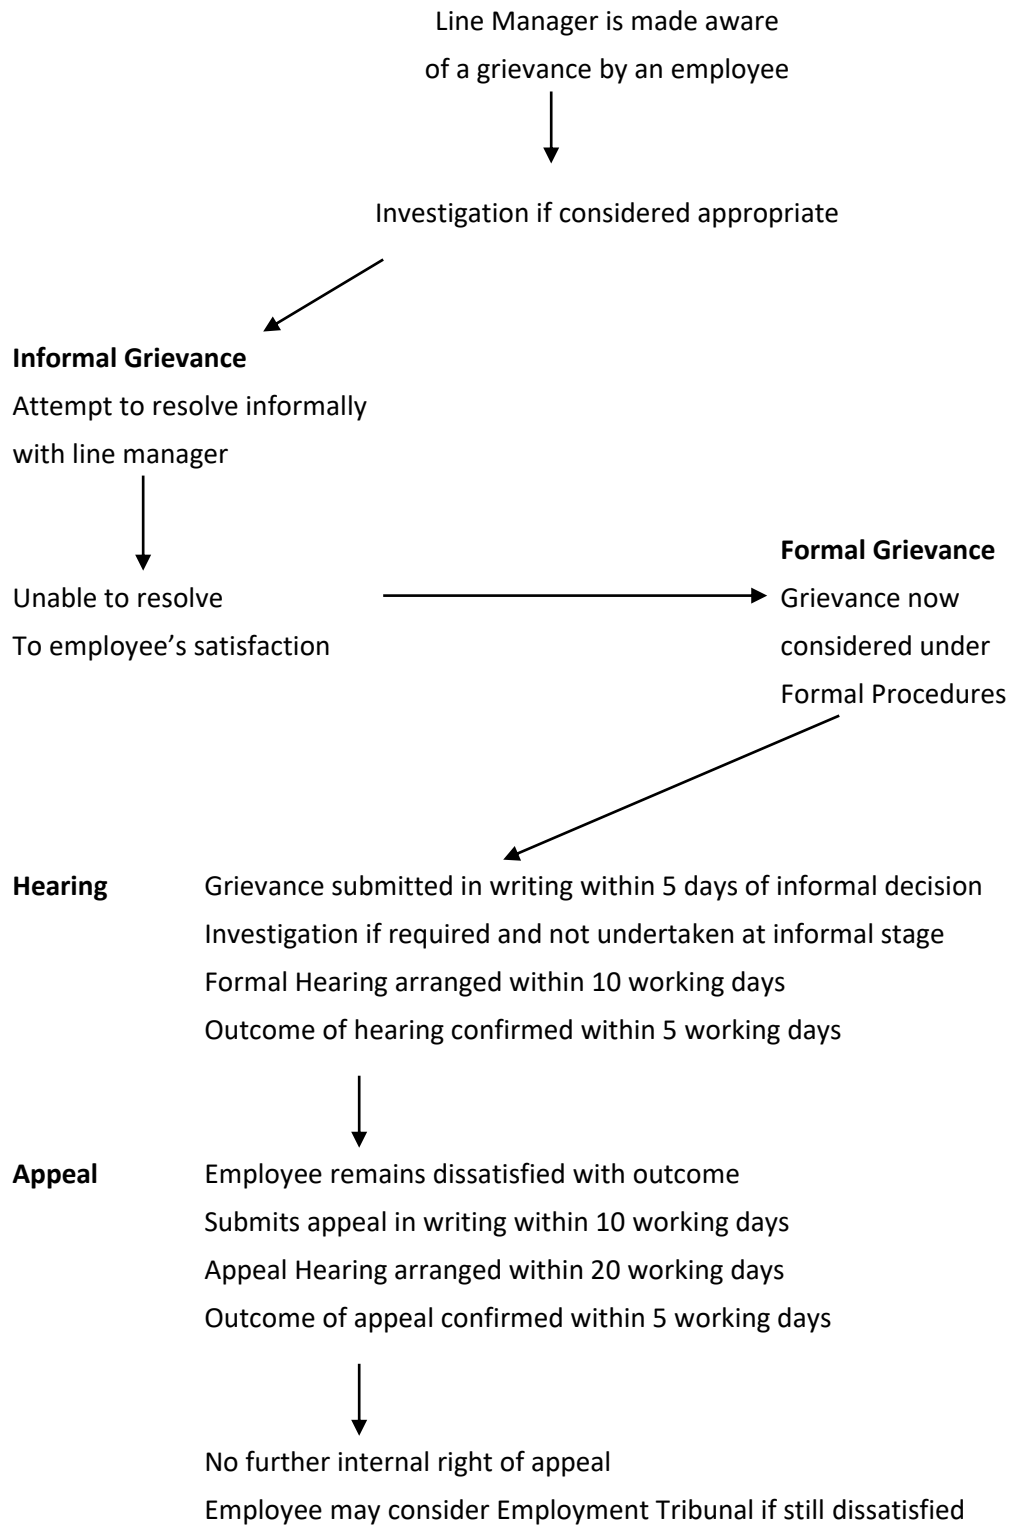 Line Manager is made aware
of a grievance by an employee
Investigation if considered appropriate
Informal Grievance
Attempt to resolve informally
with line manager
Unable to resolve
To employee’s satisfaction
Formal Grievance
Grievance now
considered under
Formal Procedures
Hearing Grievance submitted in writing within 5 days of informal decision
Investigation if required and not undertaken at informal stage
Formal Hearing arranged within 10 working days
Outcome of hearing confirmed within 5 working days
Appeal Employee remains dissatisfied with outcome
Submits appeal in writing within 10 working days
Appeal Hearing arranged within 20 working days
Outcome of appeal confirmed within 5 working days
No further internal right of appeal
Employee may consider Employment Tribunal if still dissatisfied